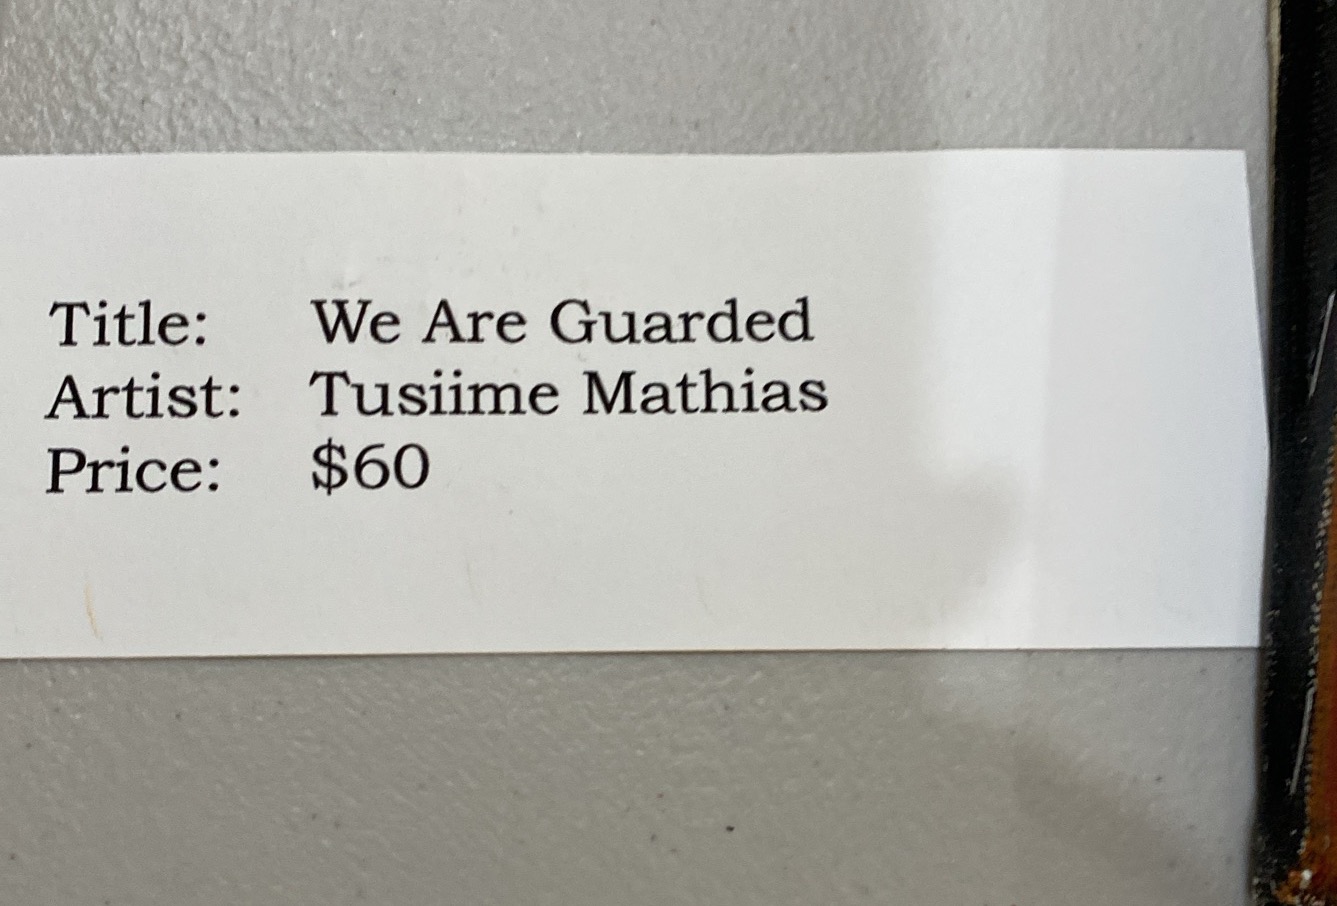 Title: We Are Guarded
Artist: Tusiime Mathias
Price: $60